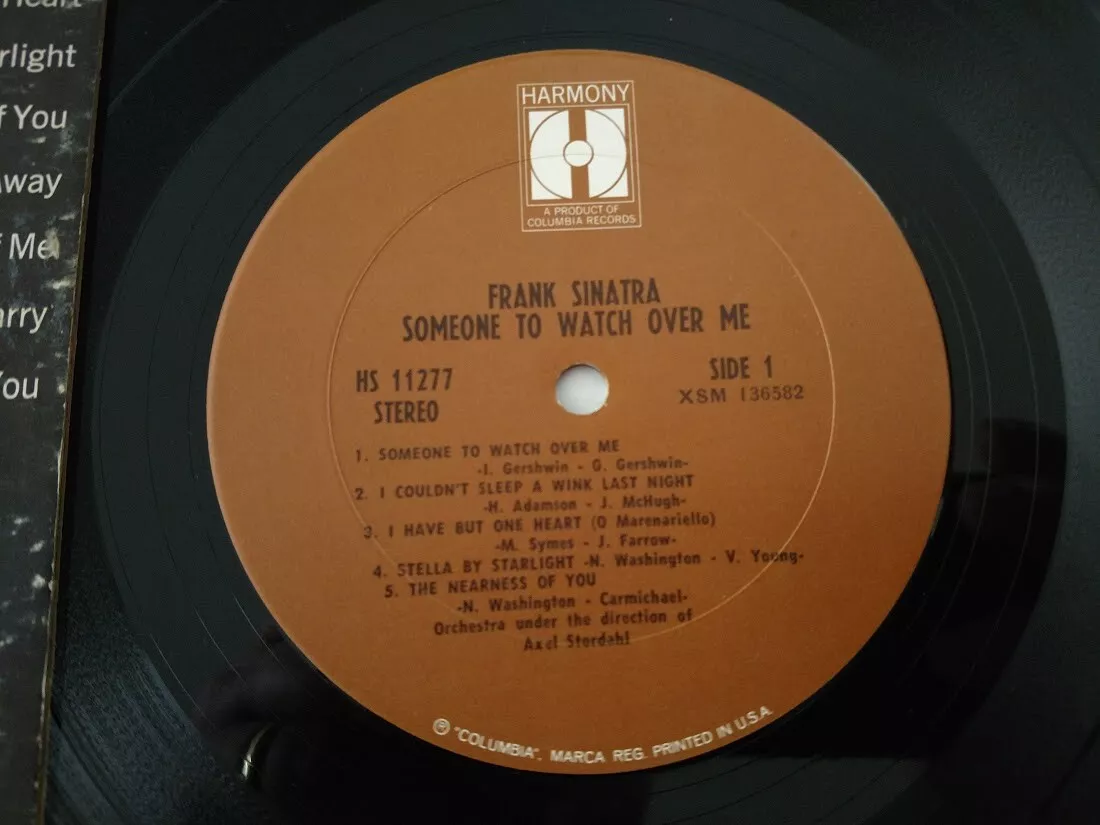 Heart
rlight
f You
way
f Me
arry
You
HARMONY
A PRODUCT OF
COLUMBIA RECORDS
FRANK SINATRA
SOMEONE TO WATCH OVER ME
HS 11277
STEREO
SIDE 1
XSM 136582
1. SOMEONE TO WATCH OVER ME
-I. Gershwin - G. Gershwin-
2. I COULDN'T SLEEP A WINK LAST NIGHT
-H. Adamson - J. McHugh-
3. I HAVE BUT ONE HEART (O Marenariello)
-M. Symes - J. Farrow-
4. STELLA BY STARLIGHT -N. Washington - V. Young-
5. THE NEARNESS OF YOU
-N. Washington - Carmichael-
Orchestra under the direction of
Axel Stordahl
℗ "COLUMBIA", MARCA REG. PRINTED IN U.S.A.